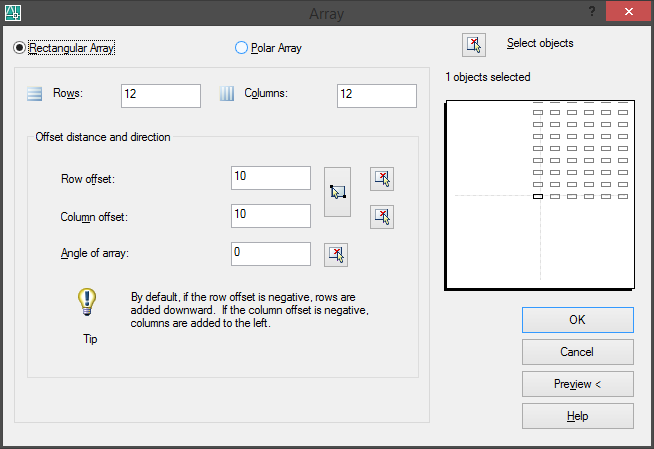 Array
?
Rectangular Array
Polar Array
Select objects
1 objects selected
Rows:
12
Columns:
12
Offset distance and direction
Row offset:
10
Column offset:
10
Angle of array:
0
Tip
By default, if the row offset is negative, rows are
added downward. If the column offset is negative,
columns are added to the left.
OK
Cancel
Preview <
Help